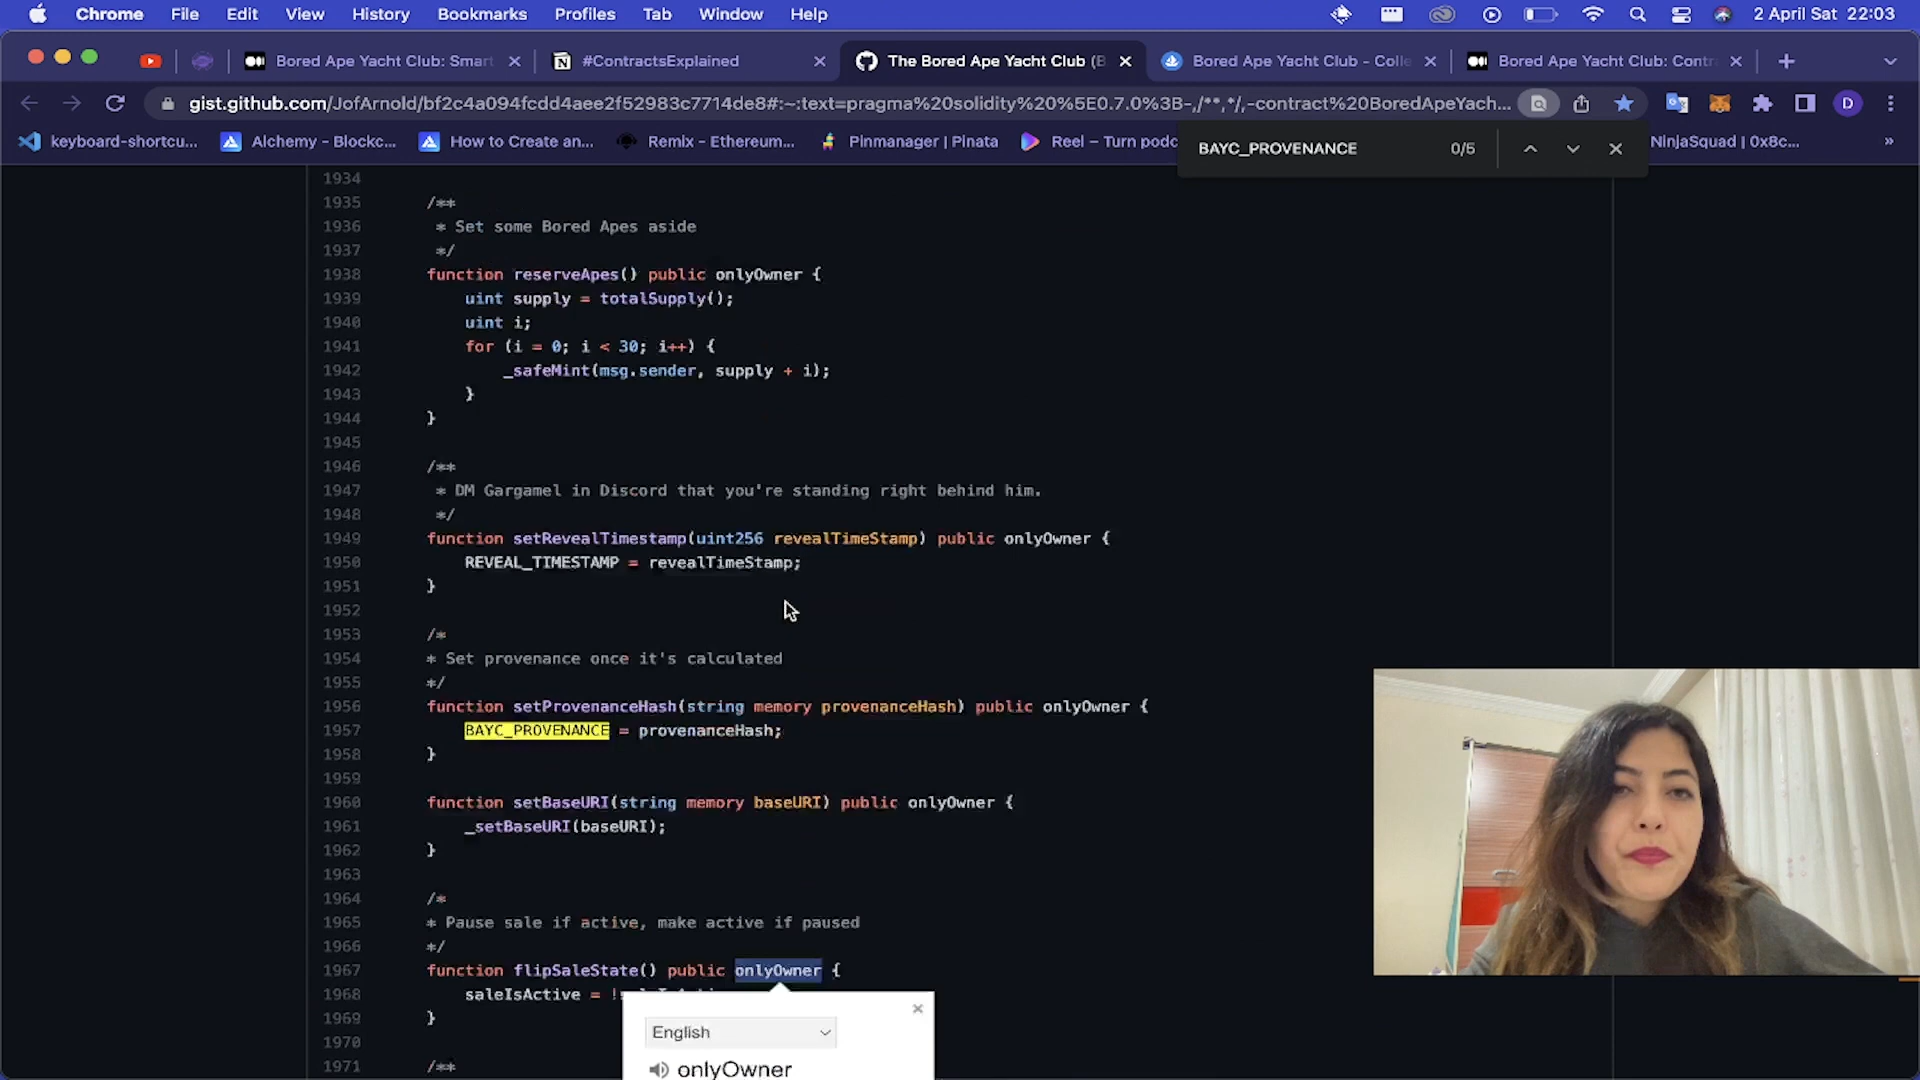 Chrome File Edit View History Bookmarks Profiles Tab Window Help 2 April Sat 22:03
Bored Ape Yacht Club: Smart #ContractsExplained The Bored Ape Yacht Club (B Bored Ape Yacht Club - Colle Bored Ape Yacht Club: Contr
gist.github.com/JofArnold/bf2c4a094fcdd4aee2f52983c7714de8#:~:text=pragma%20solidity%20%5E0.7.0%3B-,/**,*/,-contract%20BoredApeYach... D
keyboard-shortcu... Alchemy - Blockc... How to Create an... Remix - Ethereum... Pinmanager | Pinata Reel – Turn podc NinjaSquad | 0x8c... »
BAYC_PROVENANCE 0/5
1934
1935 /**
1936 * Set some Bored Apes aside
1937 */
1938 function reserveApes() public onlyOwner {
1939 uint supply = totalSupply();
1940 uint i;
1941 for (i = 0; i < 30; i++) {
1942 _safeMint(msg.sender, supply + i);
1943 }
1944 }
1945
1946 /**
1947 * DM Gargamel in Discord that you're standing right behind him.
1948 */
1949 function setRevealTimestamp(uint256 revealTimeStamp) public onlyOwner {
1950 REVEAL_TIMESTAMP = revealTimeStamp;
1951 }
1952
1953 /*
1954 * Set provenance once it's calculated
1955 */
1956 function setProvenanceHash(string memory provenanceHash) public onlyOwner {
1957 BAYC_PROVENANCE = provenanceHash;
1958 }
1959
1960 function setBaseURI(string memory baseURI) public onlyOwner {
1961 _setBaseURI(baseURI);
1962 }
1963
1964 /*
1965 * Pause sale if active, make active if paused
1966 */
1967 function flipSaleState() public onlyOwner {
1968 saleIsActive =
1969 }
1970
1971 /**
English
onlyOwner